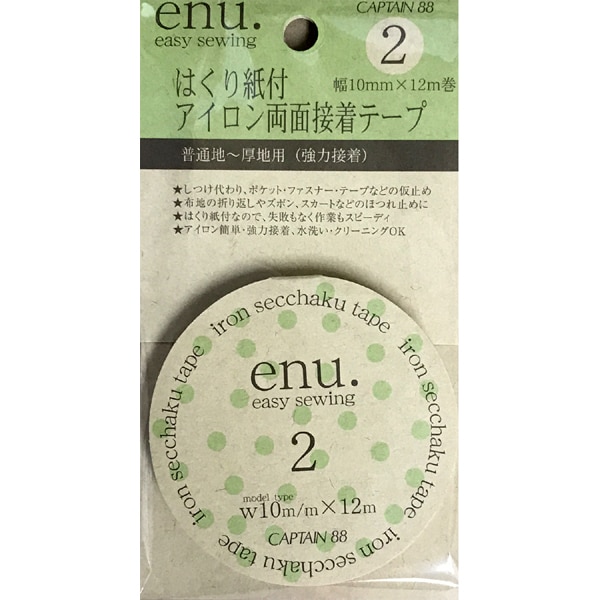 enu.
easy sewing
CAPTAIN 88
2
はくり紙付
幅10mm×12m巻
アイロン両面接着テープ
普通地～厚地用（強力接着）
★しつけ代わり、ポケット・ファスナー・テープなどの仮止め
★布地の折り返しやズボン、スカートなどのほつれ止めに
★はくり紙付なので、失敗もなく作業もスピーディ
★アイロン簡単・強力接着、水洗い・クリーニングOK
iron secchaku tape
iron secchaku tape
iron secchaku tape
iron secchaku tape
enu.
easy sewing
2
model type
w10m/m×12m
CAPTAIN 88